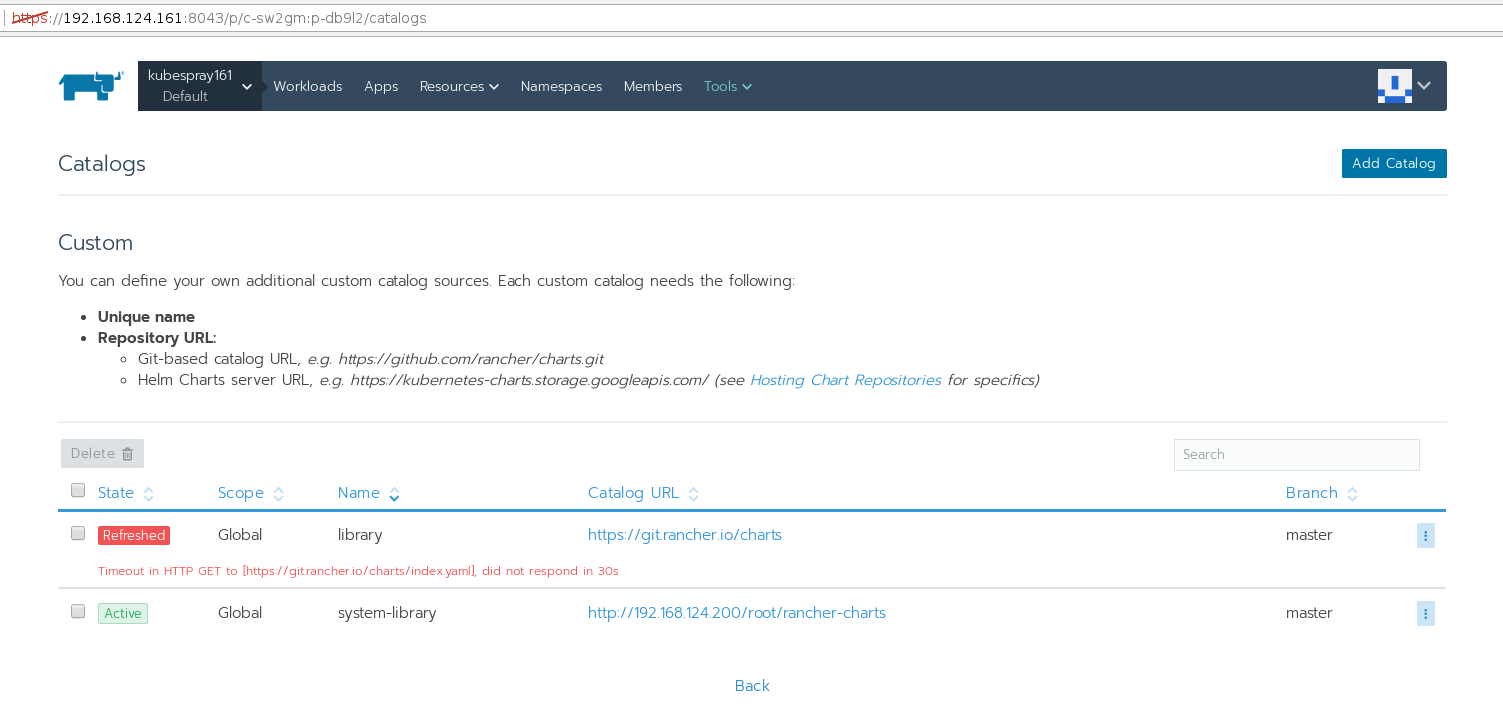 https://192.168.124.161:8043/p/c-sw2gm:p-db9l2/catalogs
kubespray161
Default
Workloads Apps Resources Namespaces Members Tools
Catalogs
Add Catalog
Custom
You can define your own additional custom catalog sources. Each custom catalog needs the following:
• Unique name
• Repository URL:
◦ Git-based catalog URL, e.g. https://github.com/rancher/charts.git
◦ Helm Charts server URL, e.g. https://kubernetes-charts.storage.googleapis.com/ (see Hosting Chart Repositories for specifics)
Delete
Search
State Scope Name Catalog URL Branch
Refreshed Global library https://git.rancher.io/charts master
Timeout in HTTP GET to [https://git.rancher.io/charts/index.yaml], did not respond in 30s
Active Global system-library http://192.168.124.200/root/rancher-charts master
Back